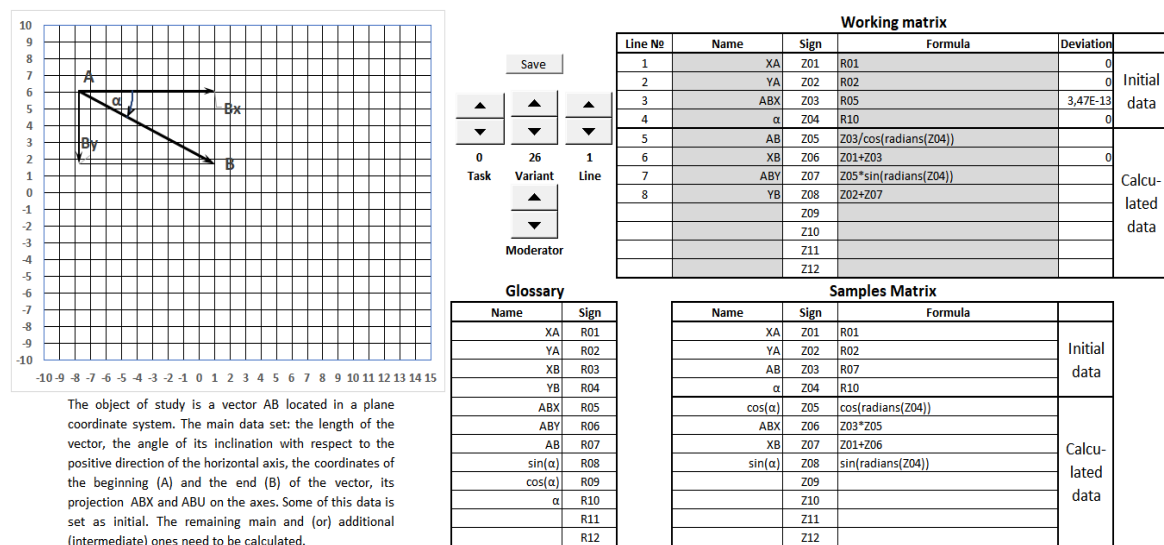 10
9
8
7
6
5
4
3
2
1
0
-1
-2
-3
-4
-5
-6
-7
-8
-9
-10
-10 -9 -8 -7 -6 -5 -4 -3 -2 -1 0 1 2 3 4 5 6 7 8 9 10 11 12 13 14 15
A
α
Bx
By
B
The object of study is a vector AB located in a plane
coordinate system. The main data set: the length of the
vector, the angle of its inclination with respect to the
positive direction of the horizontal axis, the coordinates of
the beginning (A) and the end (B) of the vector, its
projection ABX and ABU on the axes. Some of this data is
set as initial. The remaining main and (or) additional
(intermediate) ones need to be calculated.
Save
0 26 1
Task Variant Line
Moderator
Working matrix
Line № Name Sign Formula Deviation
1 XA Z01 R01 0
2 YA Z02 R02 0
3 ABX Z03 R05 3,47E-13
4 α Z04 R10 0
Initial
data
5 AB Z05 Z03/cos(radians(Z04))
6 XB Z06 Z01+Z03 0
7 ABY Z07 Z05*sin(radians(Z04))
8 YB Z08 Z02+Z07
Z09
Z10
Z11
Z12
Calcu-
lated
data
Glossary
Name Sign
XA R01
YA R02
XB R03
YB R04
ABX R05
ABY R06
AB R07
sin(α) R08
cos(α) R09
α R10
R11
R12
Samples Matrix
Name Sign Formula
XA Z01 R01
YA Z02 R02
AB Z03 R07
α Z04 R10
Initial
data
cos(α) Z05 cos(radians(Z04))
ABX Z06 Z03*Z05
XB Z07 Z01+Z06
sin(α) Z08 sin(radians(Z04))
Z09
Z10
Z11
Z12
Calcu-
lated
data